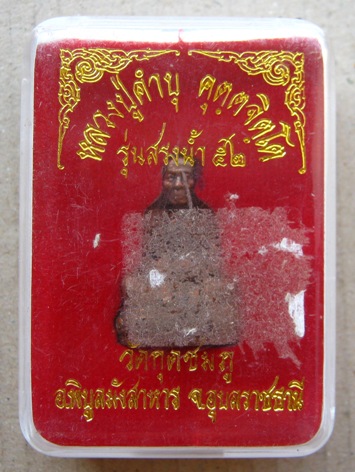 หลวงปู่คำบุ คุตฺตจิตฺโต
รุ่นสรงน้ำ ๕๒
วัดกุดชมภู
อ.พิบูลมังสาหาร จ.อุบลราชธานี